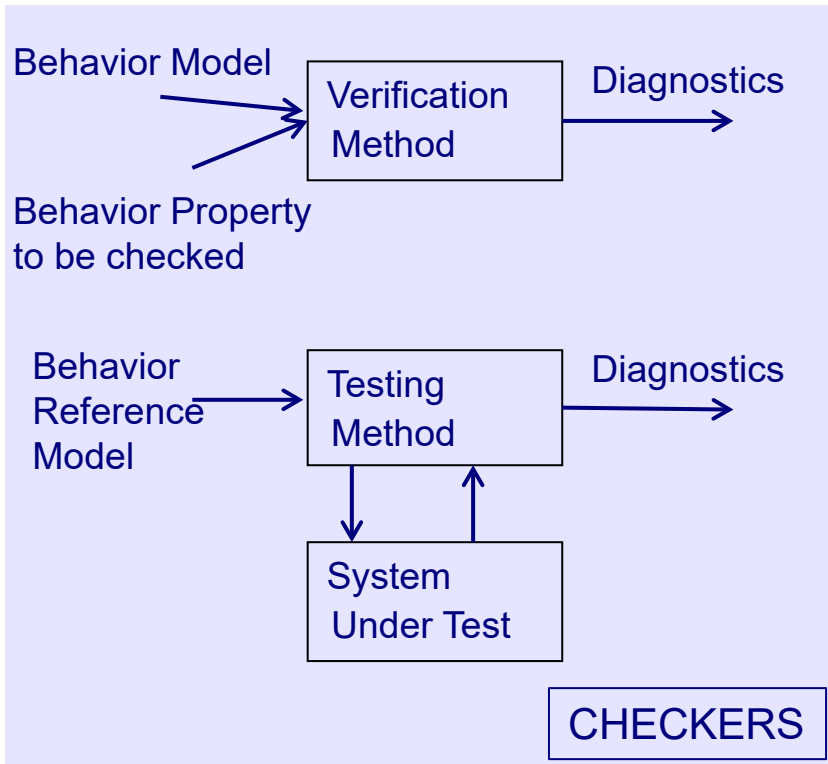 Behavior Model
Verification
Method
Diagnostics
Behavior Property
to be checked
Behavior
Reference
Model
Testing
Method
Diagnostics
System
Under Test
CHECKERS